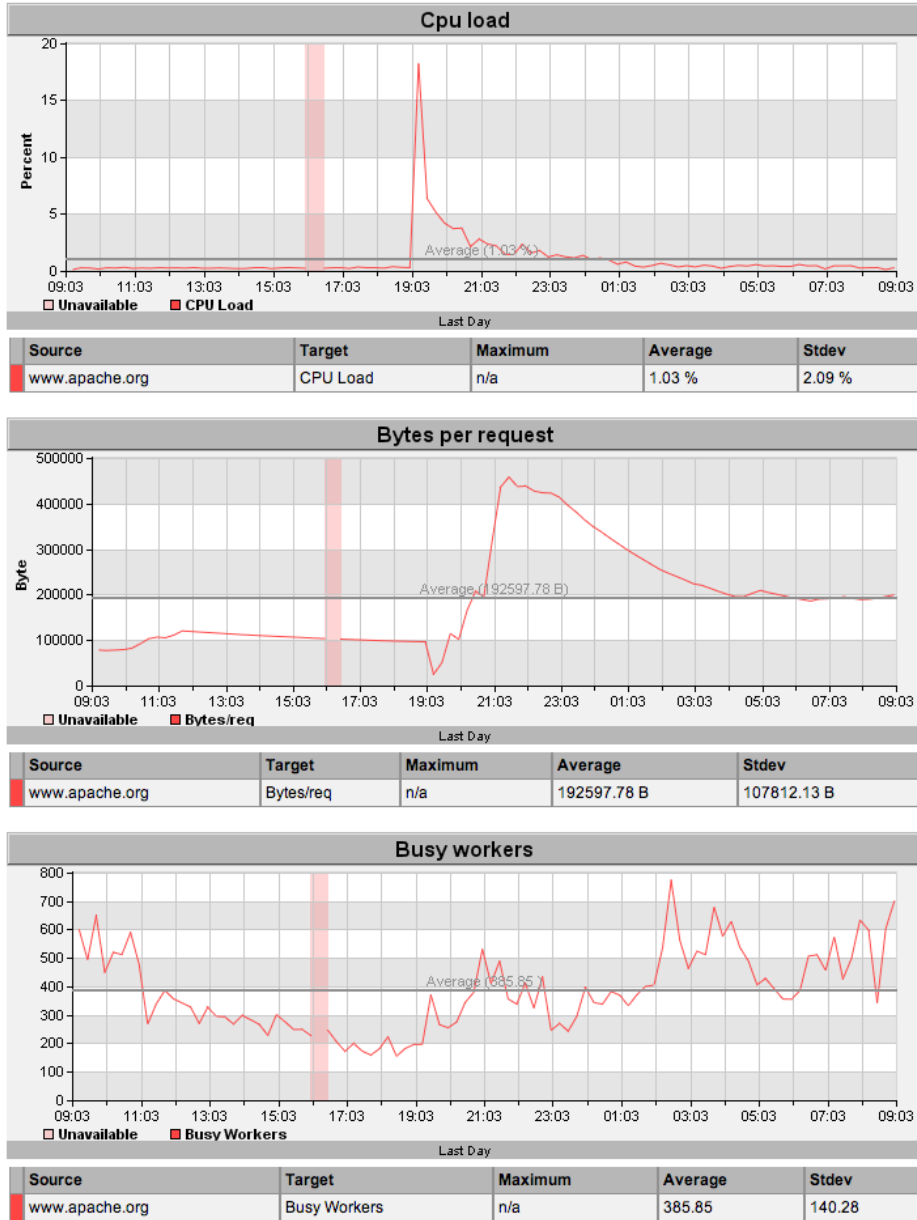 Cpu load
20
15
10
5
0
Percent
Average (1.03 %)
09:03 11:03 13:03 15:03 17:03 19:03 21:03 23:03 01:03 03:03 05:03 07:03 09:03
Unavailable CPU Load
Last Day
Source Target Maximum Average Stdev
www.apache.org CPU Load n/a 1.03 % 2.09 %
Bytes per request
500000
400000
300000
200000
100000
0
Byte
Average (192597.78 B)
09:03 11:03 13:03 15:03 17:03 19:03 21:03 23:03 01:03 03:03 05:03 07:03 09:03
Unavailable Bytes/req
Last Day
Source Target Maximum Average Stdev
www.apache.org Bytes/req n/a 192597.78 B 107812.13 B
Busy workers
800
700
600
500
400
300
200
100
0
Average (385.85 )
09:03 11:03 13:03 15:03 17:03 19:03 21:03 23:03 01:03 03:03 05:03 07:03 09:03
Unavailable Busy Workers
Last Day
Source Target Maximum Average Stdev
www.apache.org Busy Workers n/a 385.85 140.28